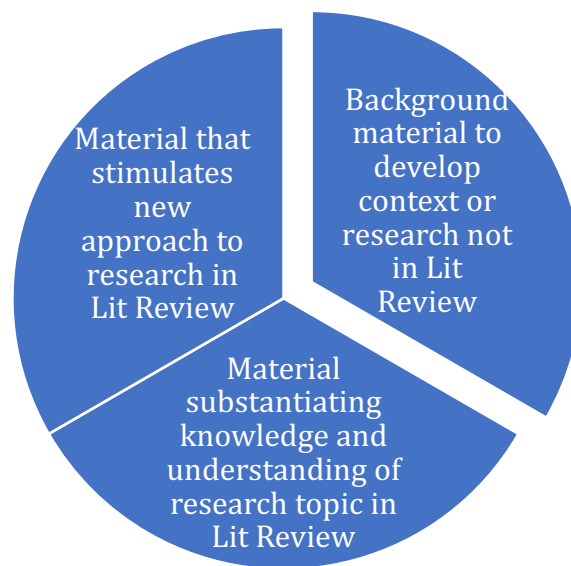 Material that
stimulates
new
approach to
research in
Lit Review
Background
material to
develop
context or
research not
in Lit
Review
Material
substantiating
knowledge and
understanding of
research topic in
Lit Review